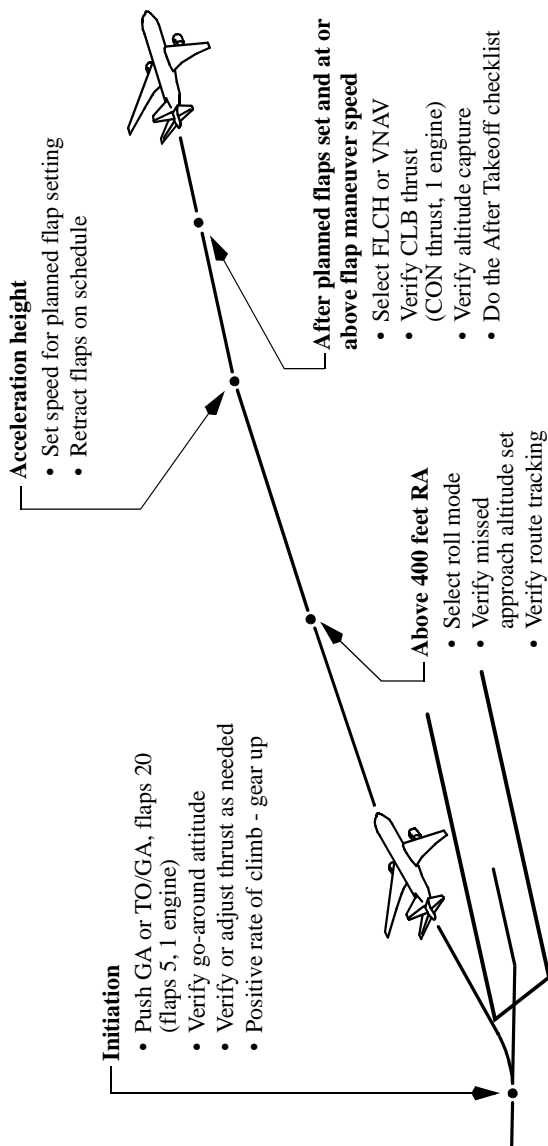 Initiation
• Push GA or TO/GA, flaps 20
(flaps 5, 1 engine)
• Verify go-around attitude
• Verify or adjust thrust as needed
• Positive rate of climb - gear up
Above 400 feet RA
• Select roll mode
• Verify missed
approach altitude set
• Verify route tracking
Acceleration height
• Set speed for planned flap setting
• Retract flaps on schedule
After planned flaps set and at or
above flap maneuver speed
• Select FLCH or VNAV
• Verify CLB thrust
(CON thrust, 1 engine)
• Verify altitude capture
• Do the After Takeoff checklist